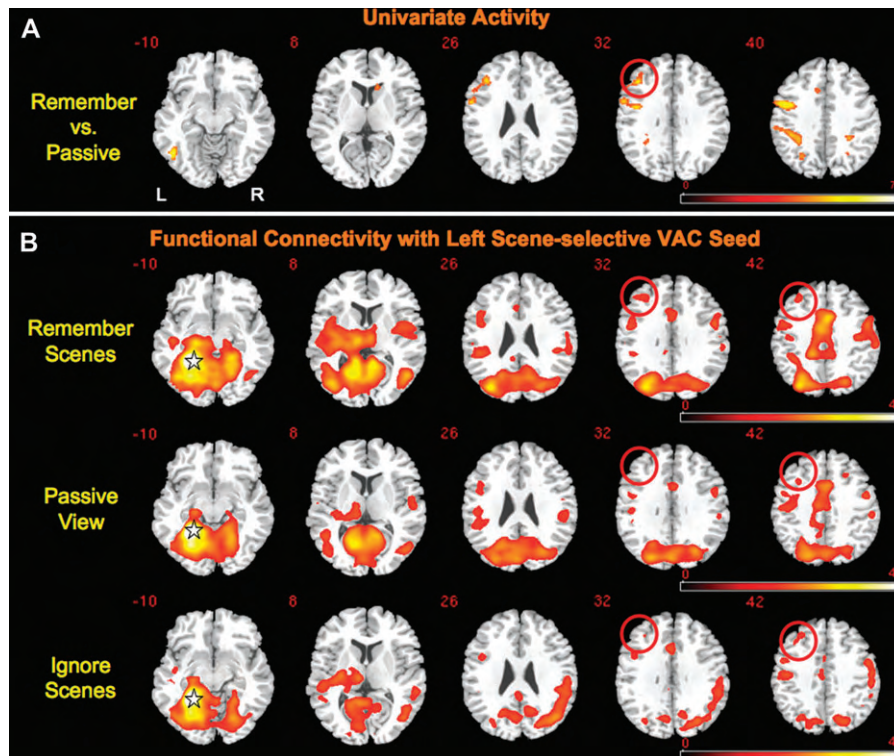 A
Univariate Activity
-10 8 26 32 40
Remember
vs.
Passive
L R
0 7
B
Functional Connectivity with Left Scene-selective VAC Seed
-10 8 26 32 42
Remember
Scenes
0 4
-10 8 26 32 42
Passive
View
0 4
-10 8 26 32 42
Ignore
Scenes
0 4